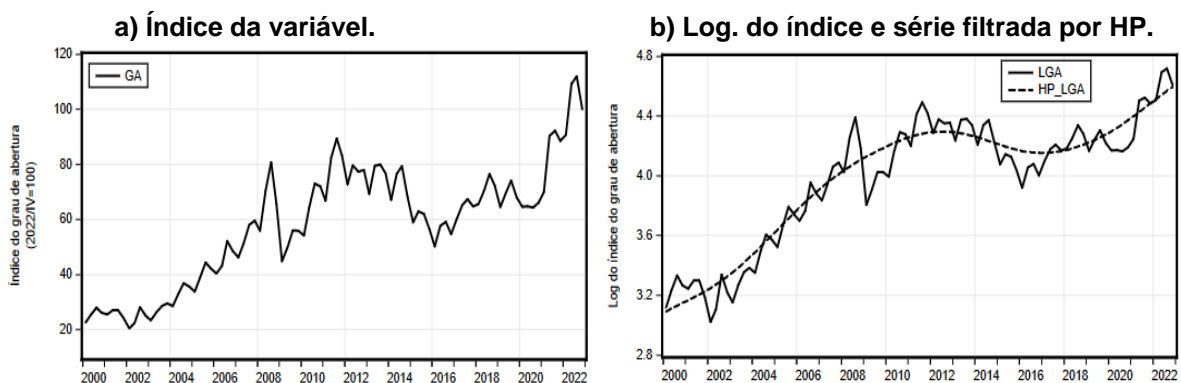 a) Índice da variável.
120
100
80
60
40
20
GA
Índice do grau de abertura
(2022/IV=100)
2000 2002 2004 2006 2008 2010 2012 2014 2016 2018 2020 2022
b) Log. do índice e série filtrada por HP.
4.8
4.4
4.0
3.6
3.2
2.8
LGA
HP_LGA
Log do índice do grau de abertura
2000 2002 2004 2006 2008 2010 2012 2014 2016 2018 2020 2022